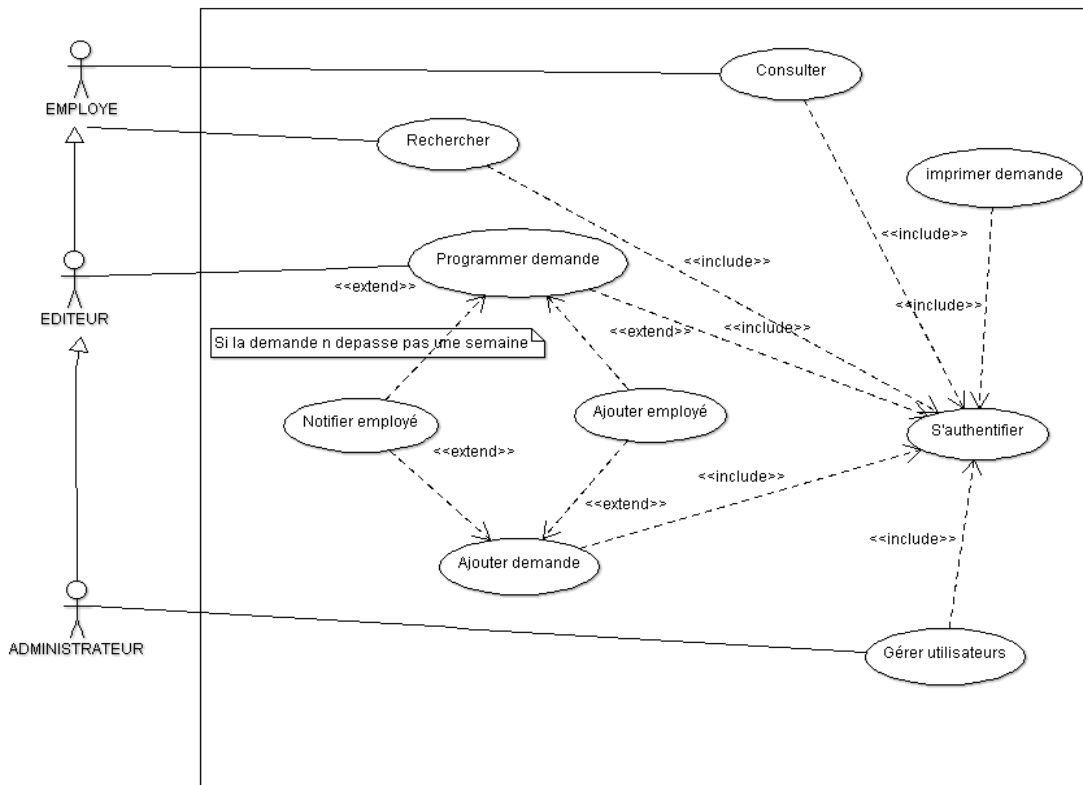 Consulter
EMPLOYE
Rechercher
imprimer demande
<<include>>
Programmer demande
<<include>>
<<extend>>
<<include>>
EDITEUR
<<extend>>
<<include>>
Si la demande n depasse pas une semaine
Notifier employé
Ajouter employé
S'authentifier
<<extend>>
<<include>>
<<extend>>
<<include>>
Ajouter demande
ADMINISTRATEUR
Gérer utilisateurs